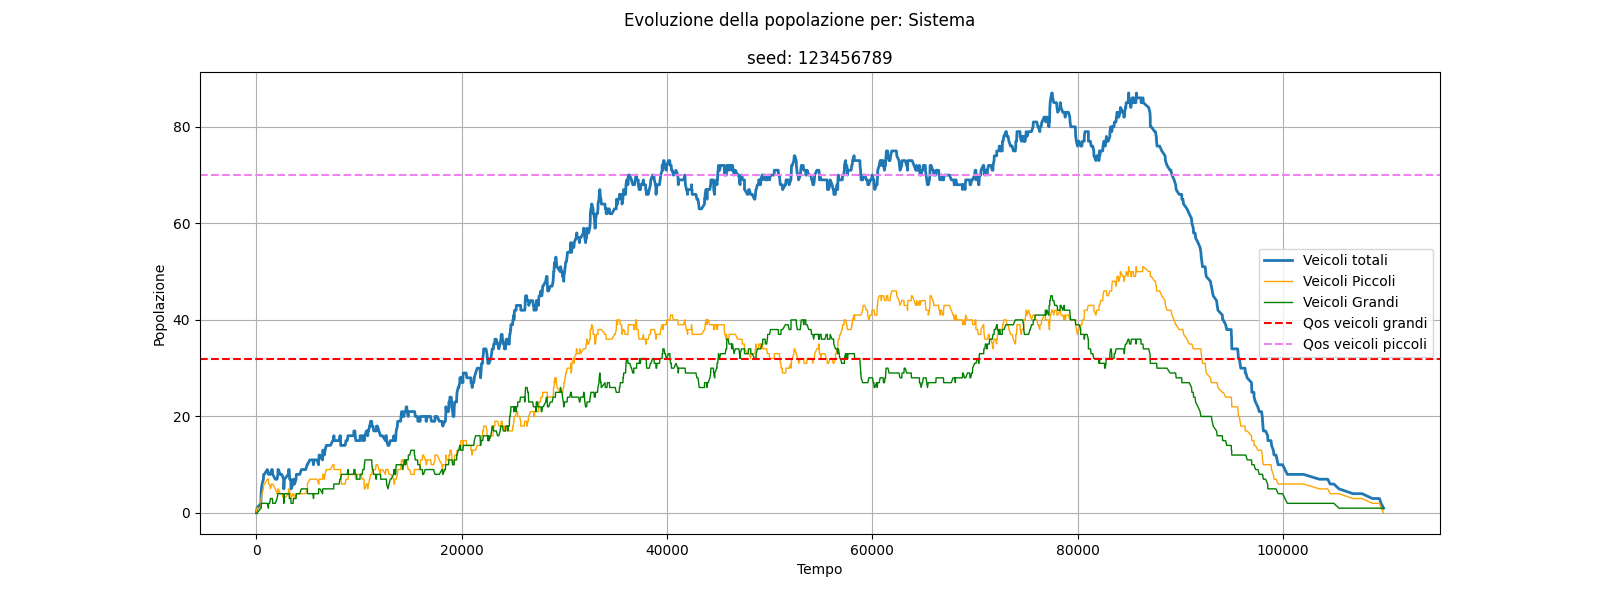 Evoluzione della popolazione per: Sistema
seed: 123456789
Popolazione
80
60
40
20
0
Veicoli totali
Veicoli Piccoli
Veicoli Grandi
Qos veicoli grandi
Qos veicoli piccoli
0 20000 40000 60000 80000 100000
Tempo